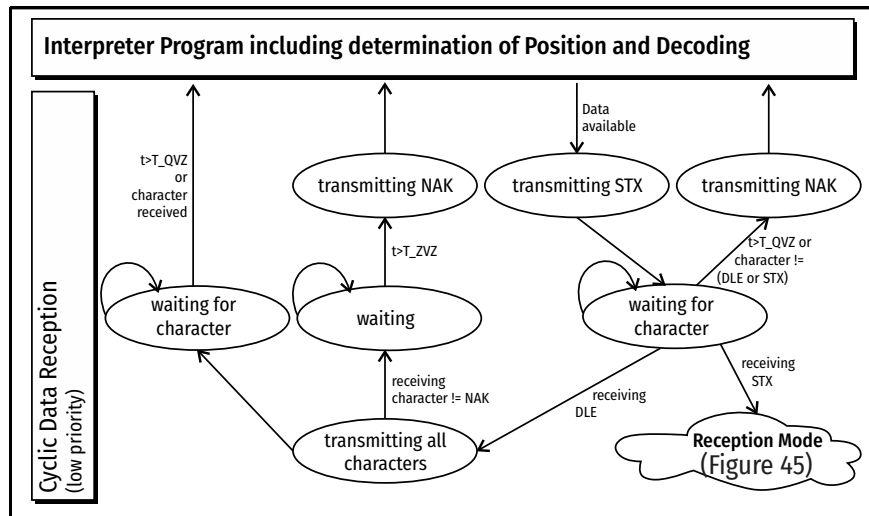 Interpreter Program including determination of Position and Decoding
Cyclic Data Reception
(low priority)
t>T_QVZ
or
character
received
Data
available
transmitting NAK
transmitting STX
transmitting NAK
t>T_ZVZ
t>T_QVZ or
character !=
(DLE or STX)
waiting for
character
waiting
waiting for
character
receiving
character != NAK
receiving
DLE
receiving
STX
transmitting all
characters
Reception Mode
(Figure 45)